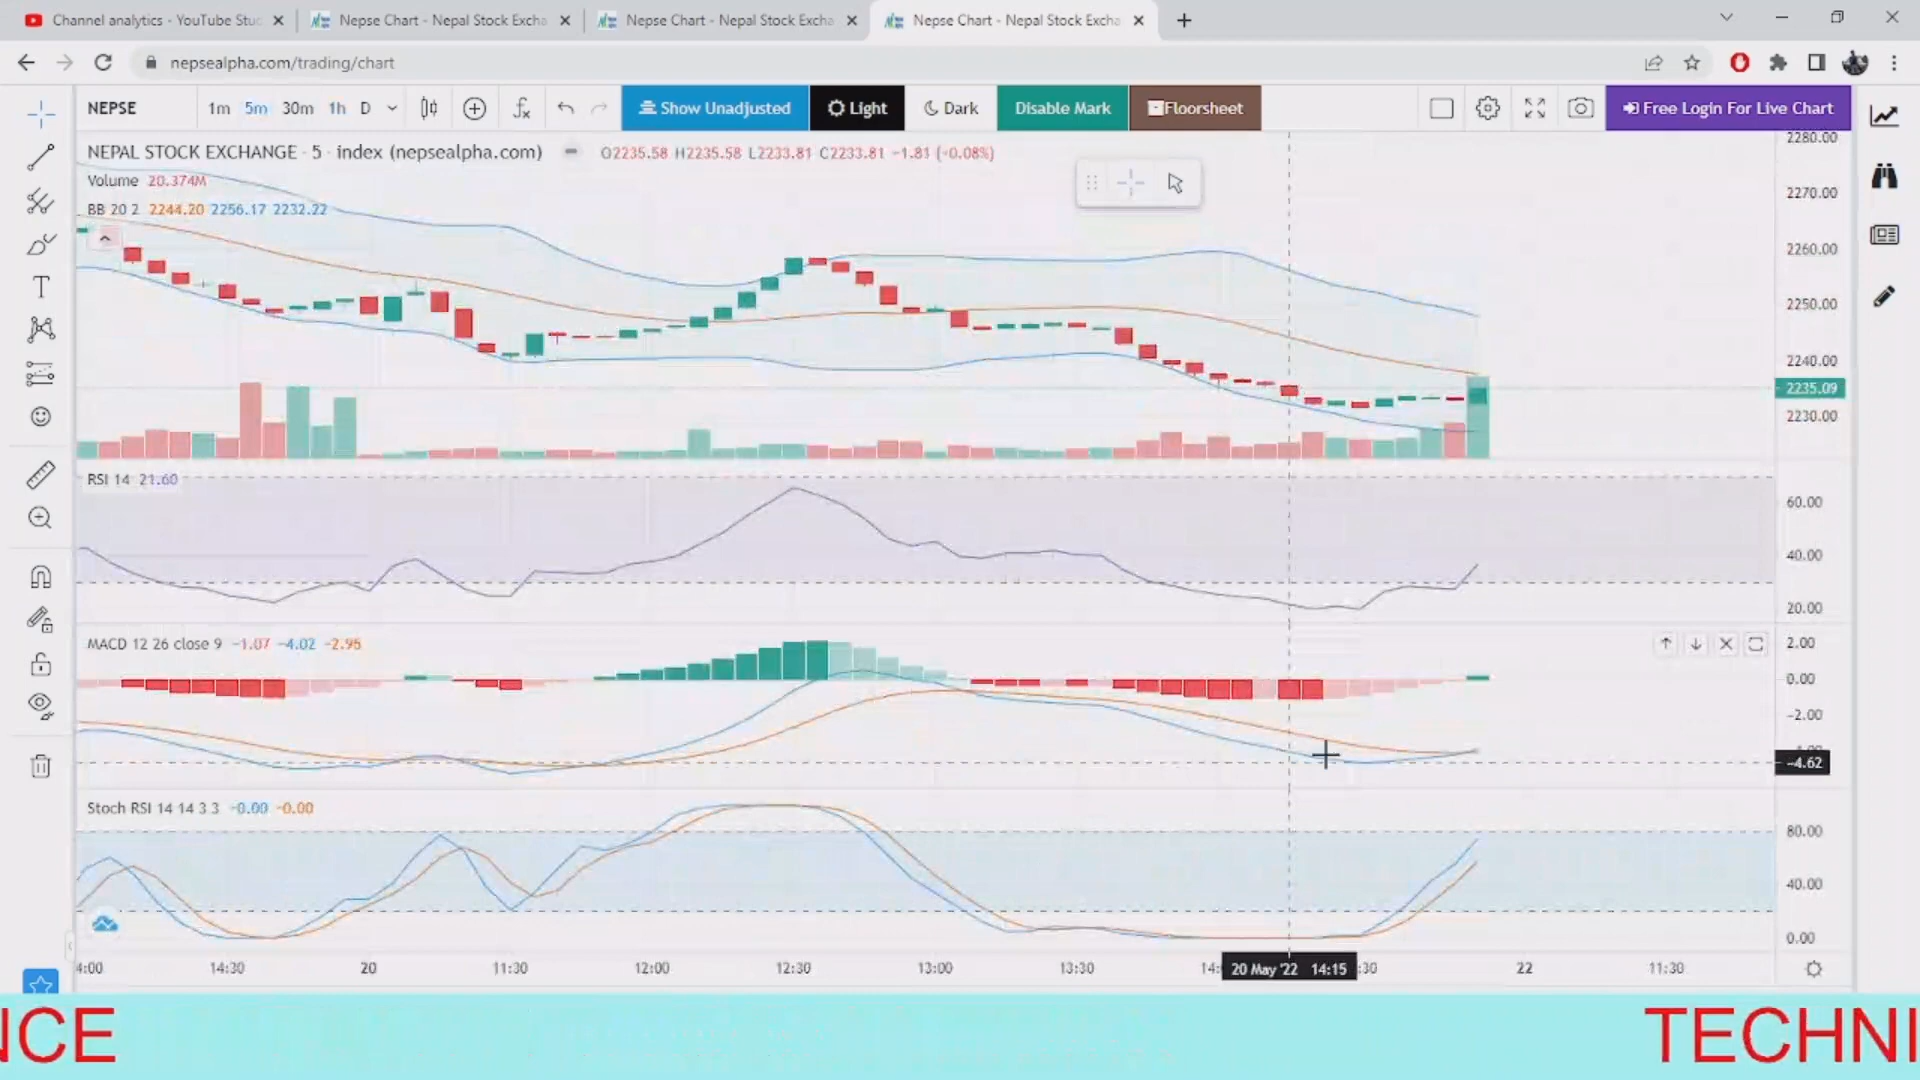 Channel analytics - YouTube Stu
Nepse Chart - Nepal Stock Excha
Nepse Chart - Nepal Stock Excha
Nepse Chart - Nepal Stock Excha
nepsealpha.com/trading/chart
NEPSE 1m 5m 30m 1h D Show Unadjusted Light Dark Disable Mark Floorsheet Free Login For Live Chart
NEPAL STOCK EXCHANGE · 5 · index (nepsealpha.com) O2235.58 H2235.58 L2233.81 C2233.81 −1.81 (−0.08%)
Volume 20.374M
BB 20 2 2244.20 2256.17 2232.22
2280.00
2270.00
2260.00
2250.00
2240.00
2235.09
2230.00
RSI 14 21.60
60.00
40.00
20.00
MACD 12 26 close 9 −1.07 −4.02 −2.95
2.00
0.00
−2.00
−4.62
Stoch RSI 14 14 3 3 −0.00 −0.00
80.00
40.00
0.00
4:00 14:30 20 11:30 12:00 12:30 13:00 13:30 14: 20 May '22 14:15 :30 22 11:30
NCE TECHNI